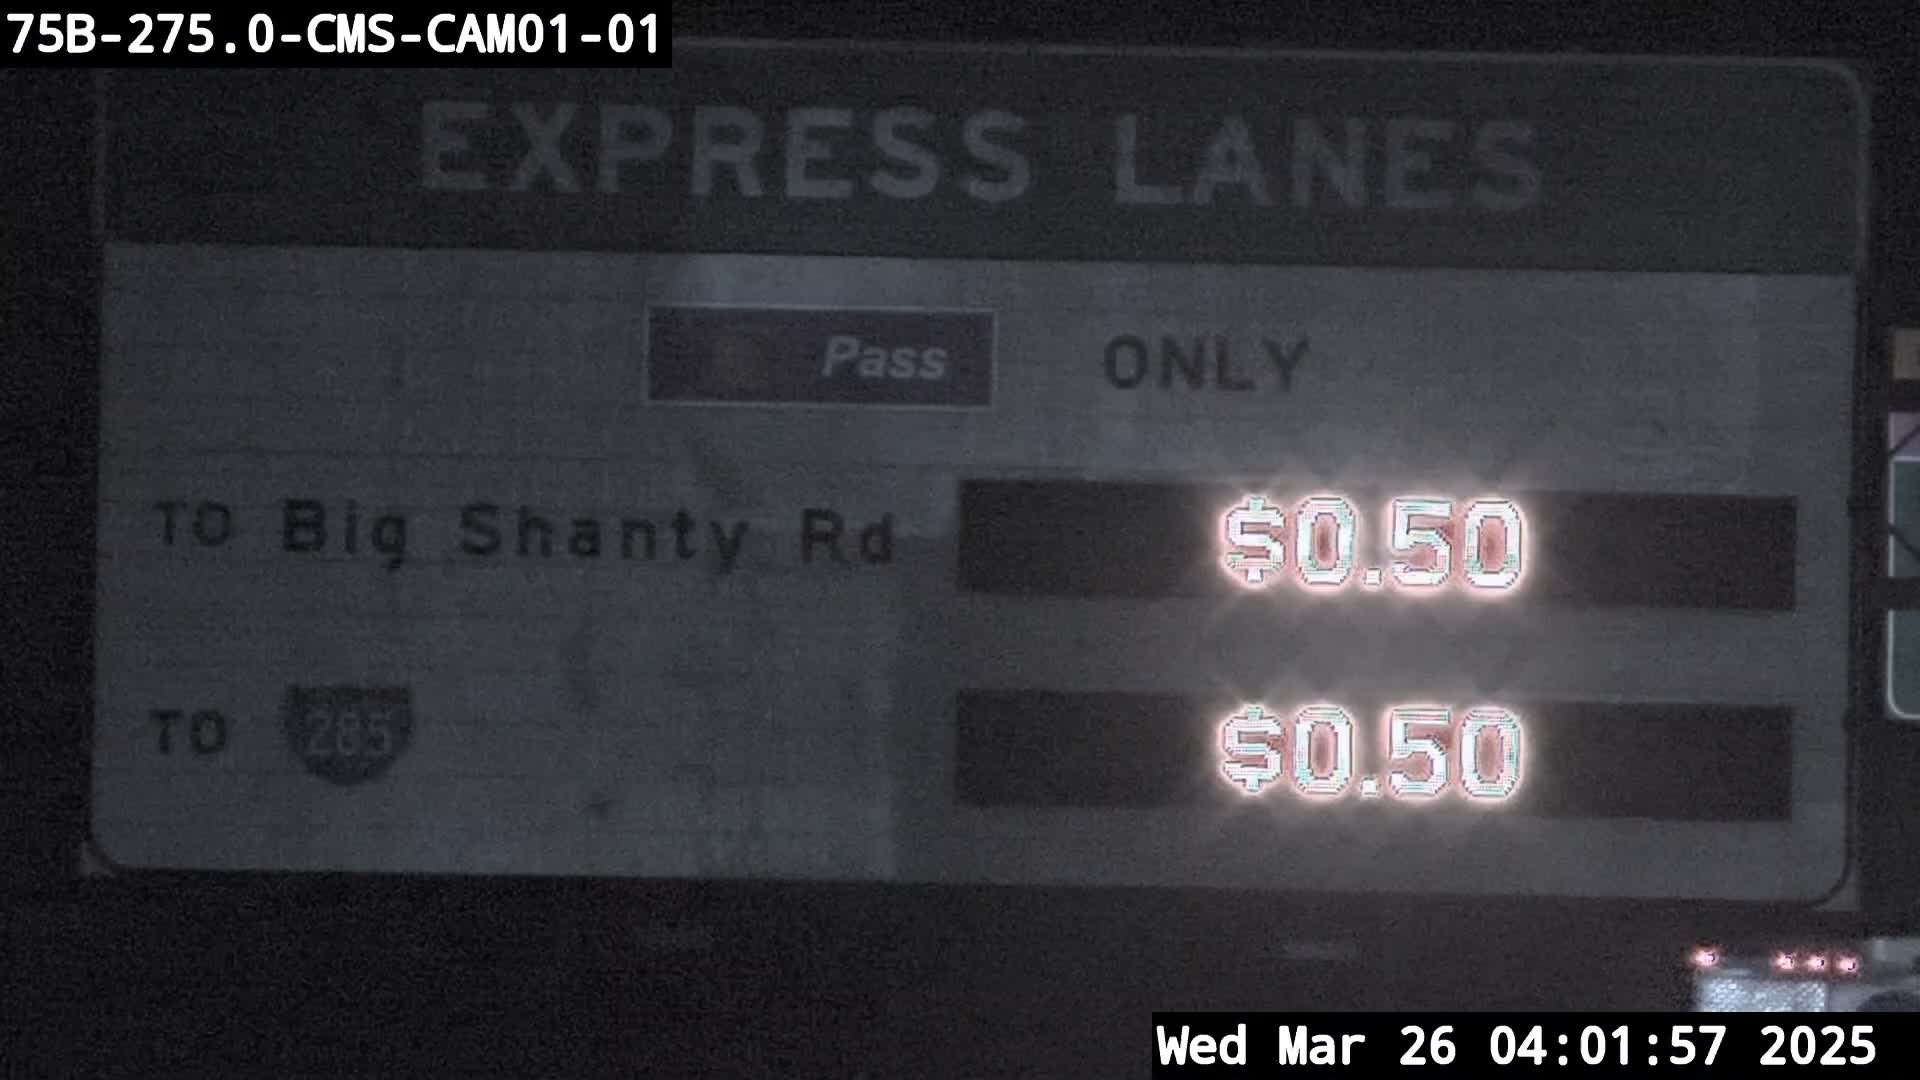 75B-275.0-CMS-CAM01-01
EXPRESS LANES
Pass ONLY
TO Big Shanty Rd $0.50
TO 285 $0.50
Wed Mar 26 04:01:57 2025